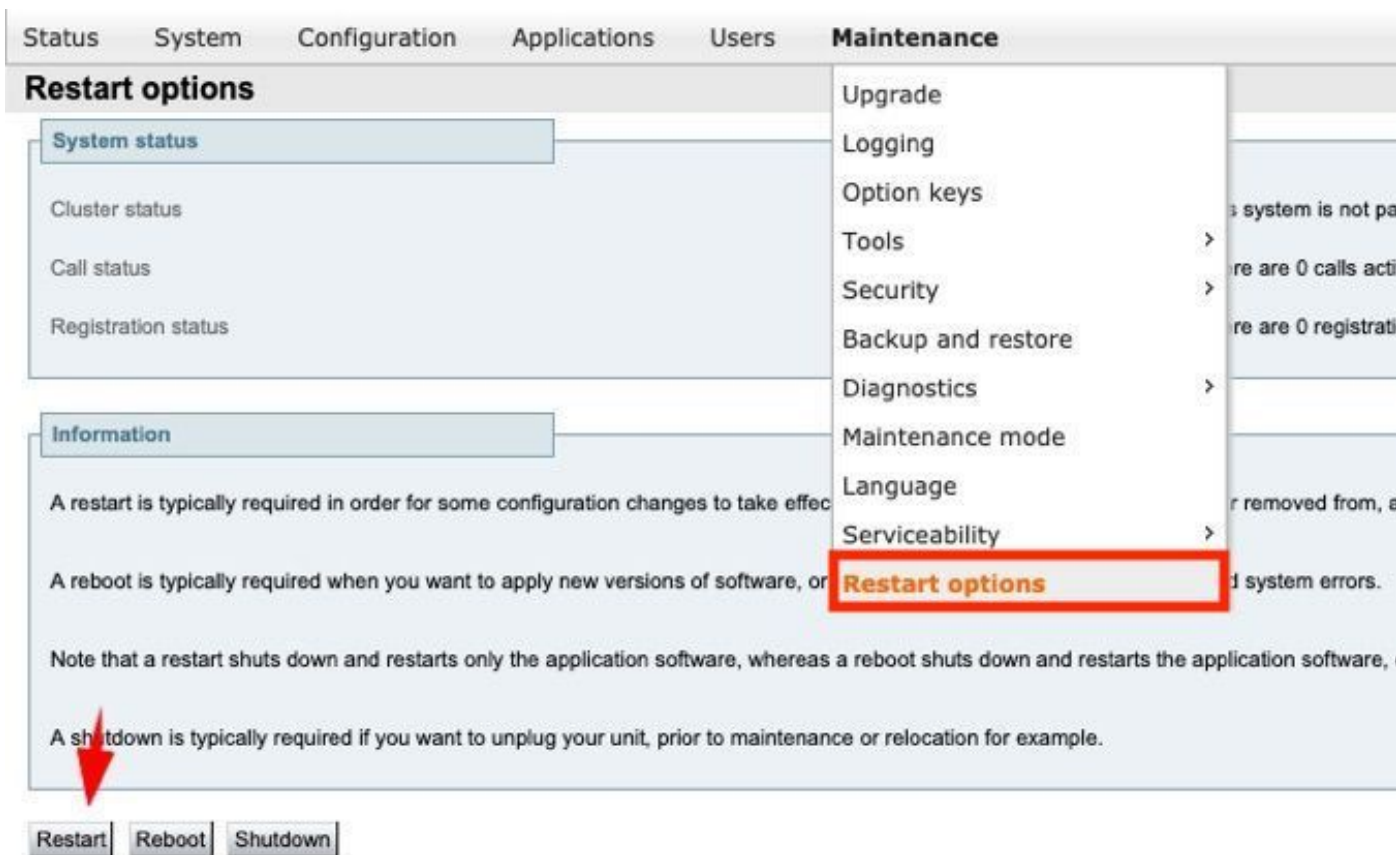 Status System Configuration Applications Users Maintenance
Restart options
Upgrade
System status
Logging
Option keys
Cluster status
s system is not pa
Tools
Call status
re are 0 calls acti
Security
Registration status
re are 0 registrati
Backup and restore
Diagnostics
Information
Maintenance mode
Language
A restart is typically required in order for some configuration changes to take effec
r removed from, a
Serviceability
A reboot is typically required when you want to apply new versions of software, or
Restart options
d system errors.
Note that a restart shuts down and restarts only the application software, whereas a reboot shuts down and restarts the application software,
A shutdown is typically required if you want to unplug your unit, prior to maintenance or relocation for example.
Restart Reboot Shutdown